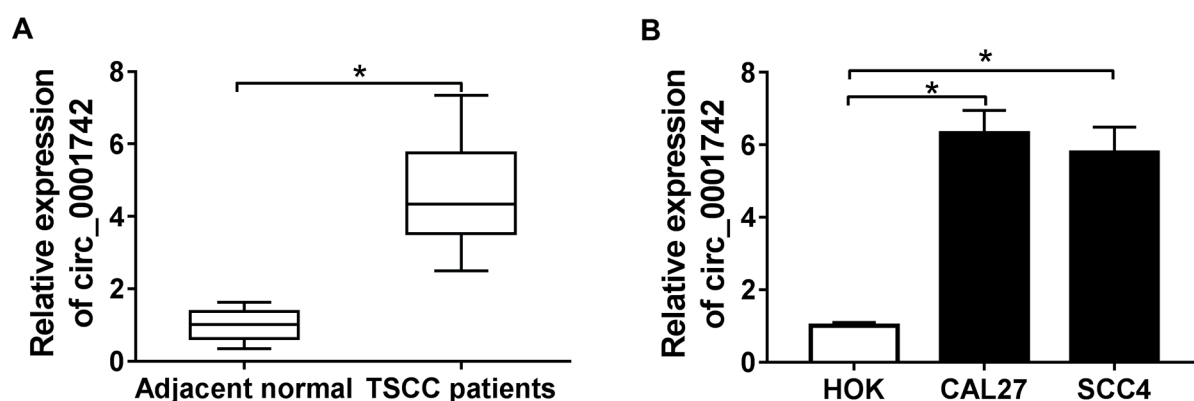 A
Relative expression
of circ_0001742
8
6
4
2
0
*
Adjacent normal
TSCC patients
B
Relative expression
of circ_0001742
8
6
4
2
0
*
*
HOK
CAL27
SCC4